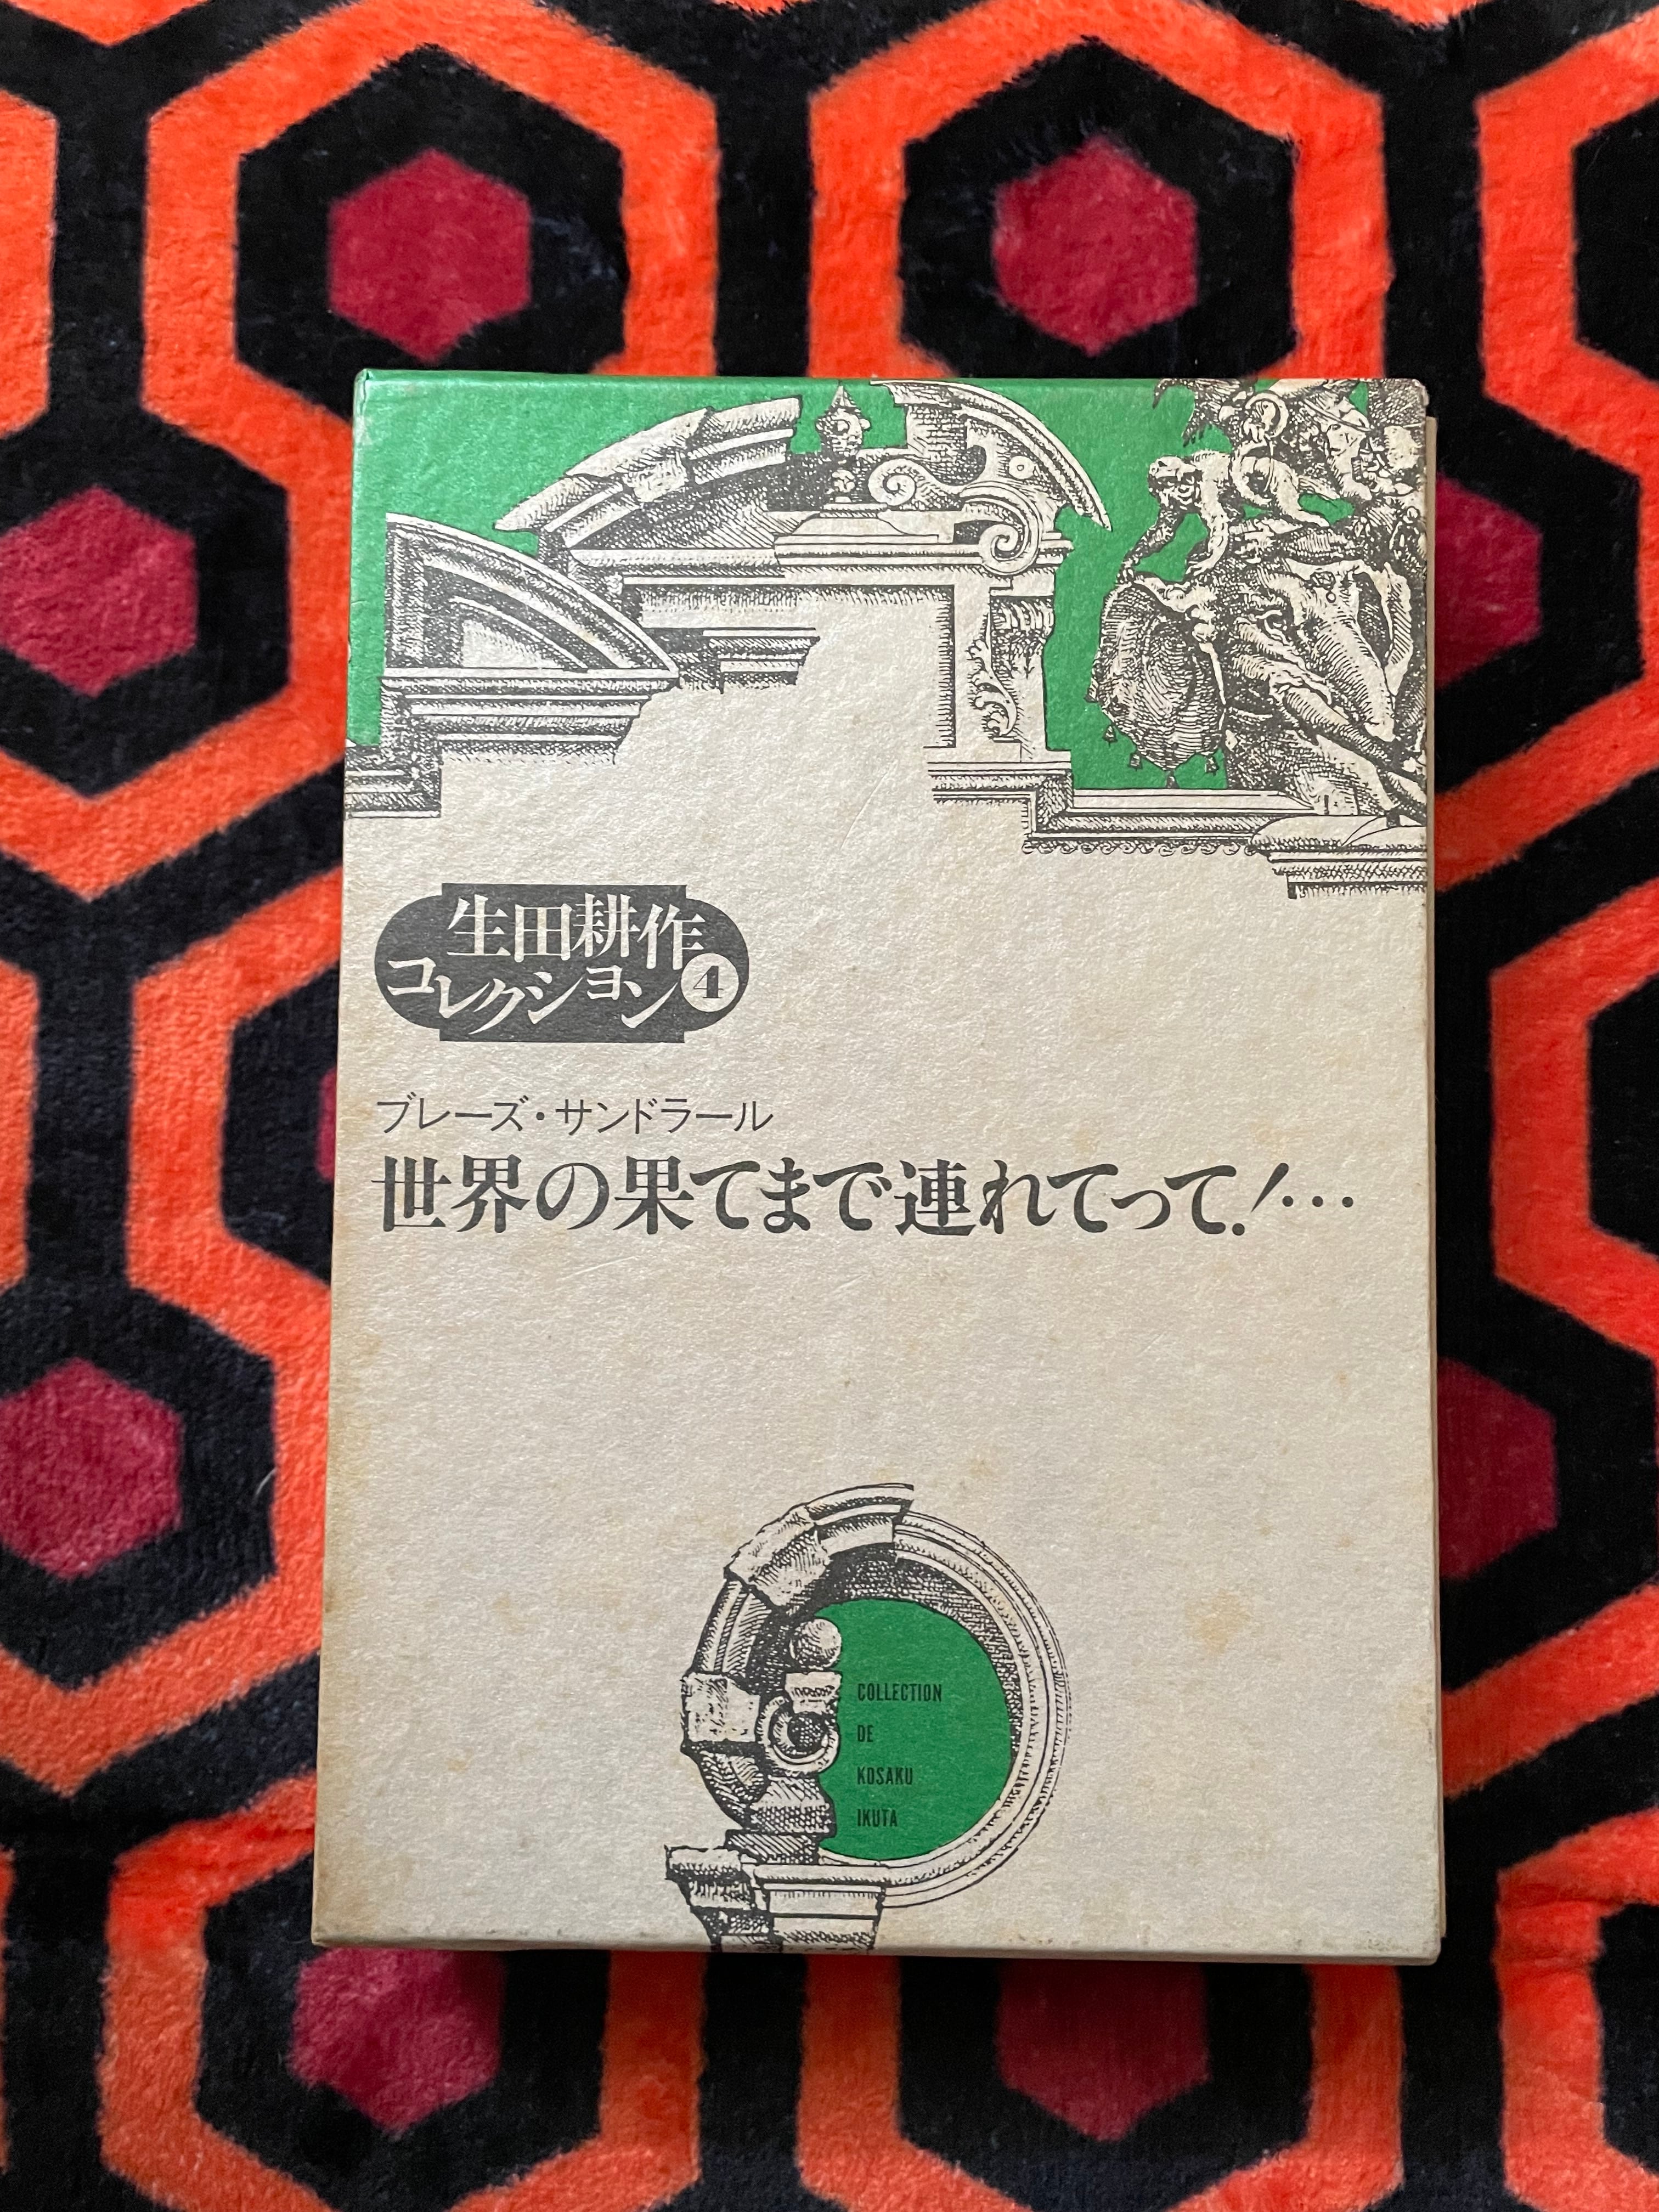 生田耕作
コレクション4
ブレーズ・サンドラール
世界の果てまで連れてって!…
COLLECTION
DE
KOSAKU
IKUTA